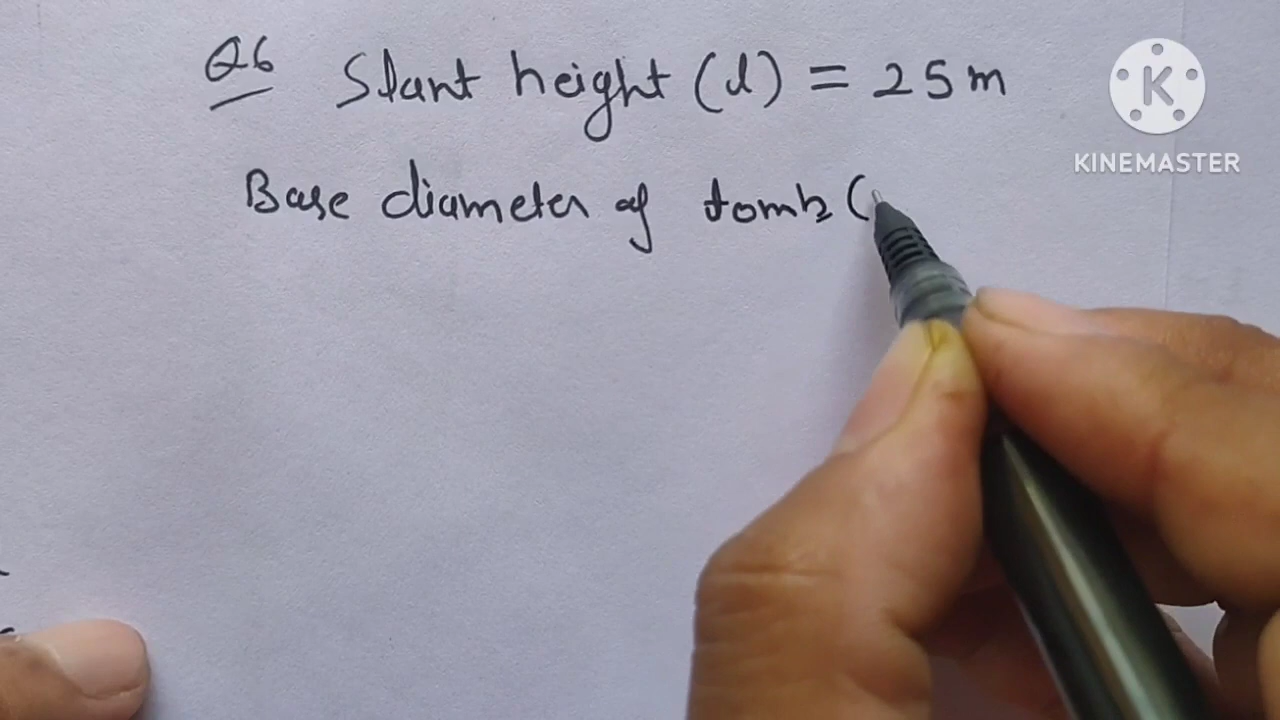 Q6 Slant height (l) = 25 m
Base diameter of tomb (
K
KINEMASTER